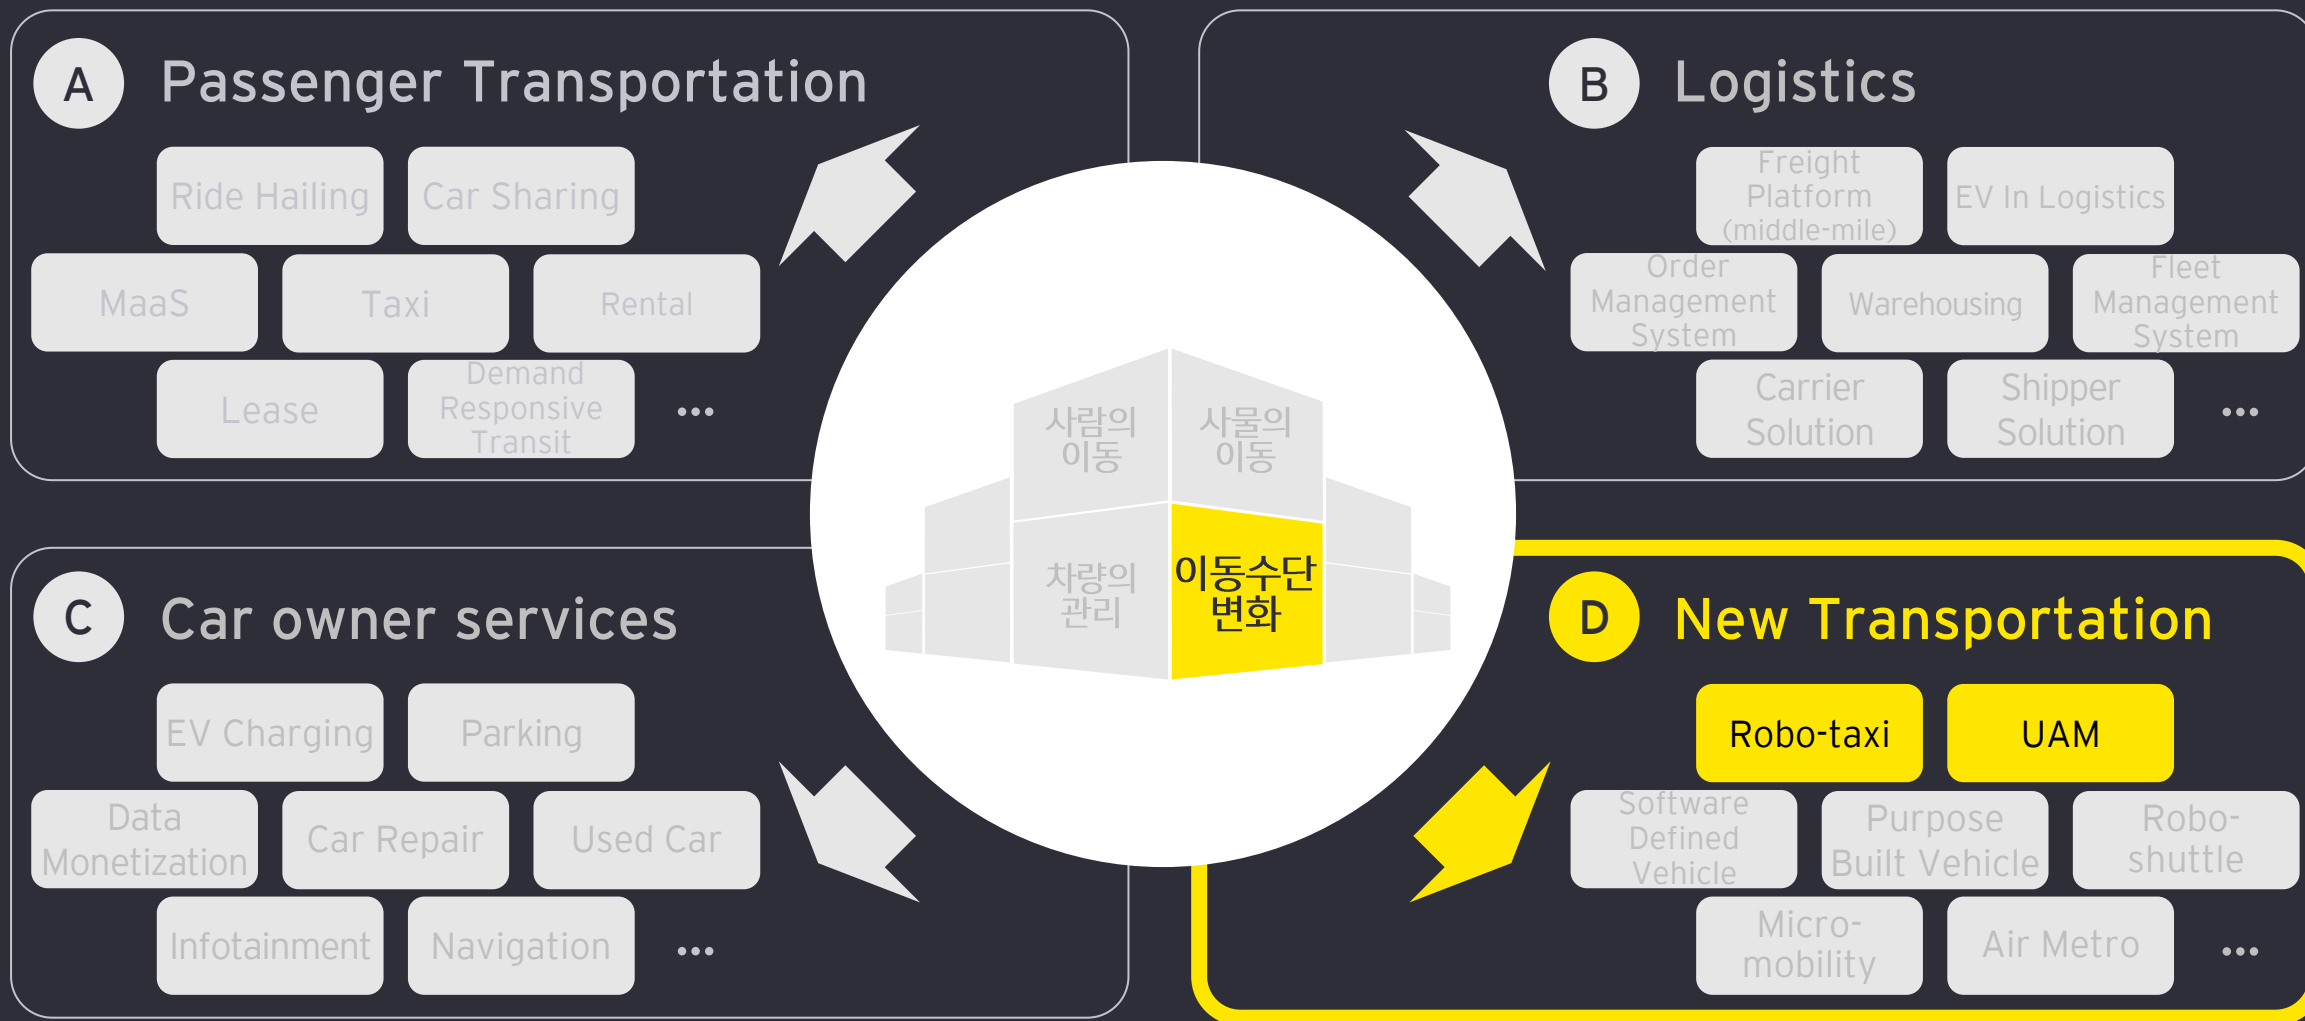 A
Passenger Transportation
Ride Hailing
Car Sharing
MaaS
Taxi
Rental
Lease
Demand
Responsive
Transit
...
B
Logistics
Freight
Platform
(middle-mile)
EV In Logistics
Order
Management
System
Warehousing
Fleet
Management
System
Carrier
Solution
Shipper
Solution
...
사람의
이동
사물의
이동
차량의
관리
이동수단
변화
C
Car owner services
EV Charging
Parking
Data
Monetization
Car Repair
Used Car
Infotainment
Navigation
...
D
New Transportation
Robo-taxi
UAM
Software
Defined
Vehicle
Purpose
Built Vehicle
Robo-
shuttle
Micro-
mobility
Air Metro
...